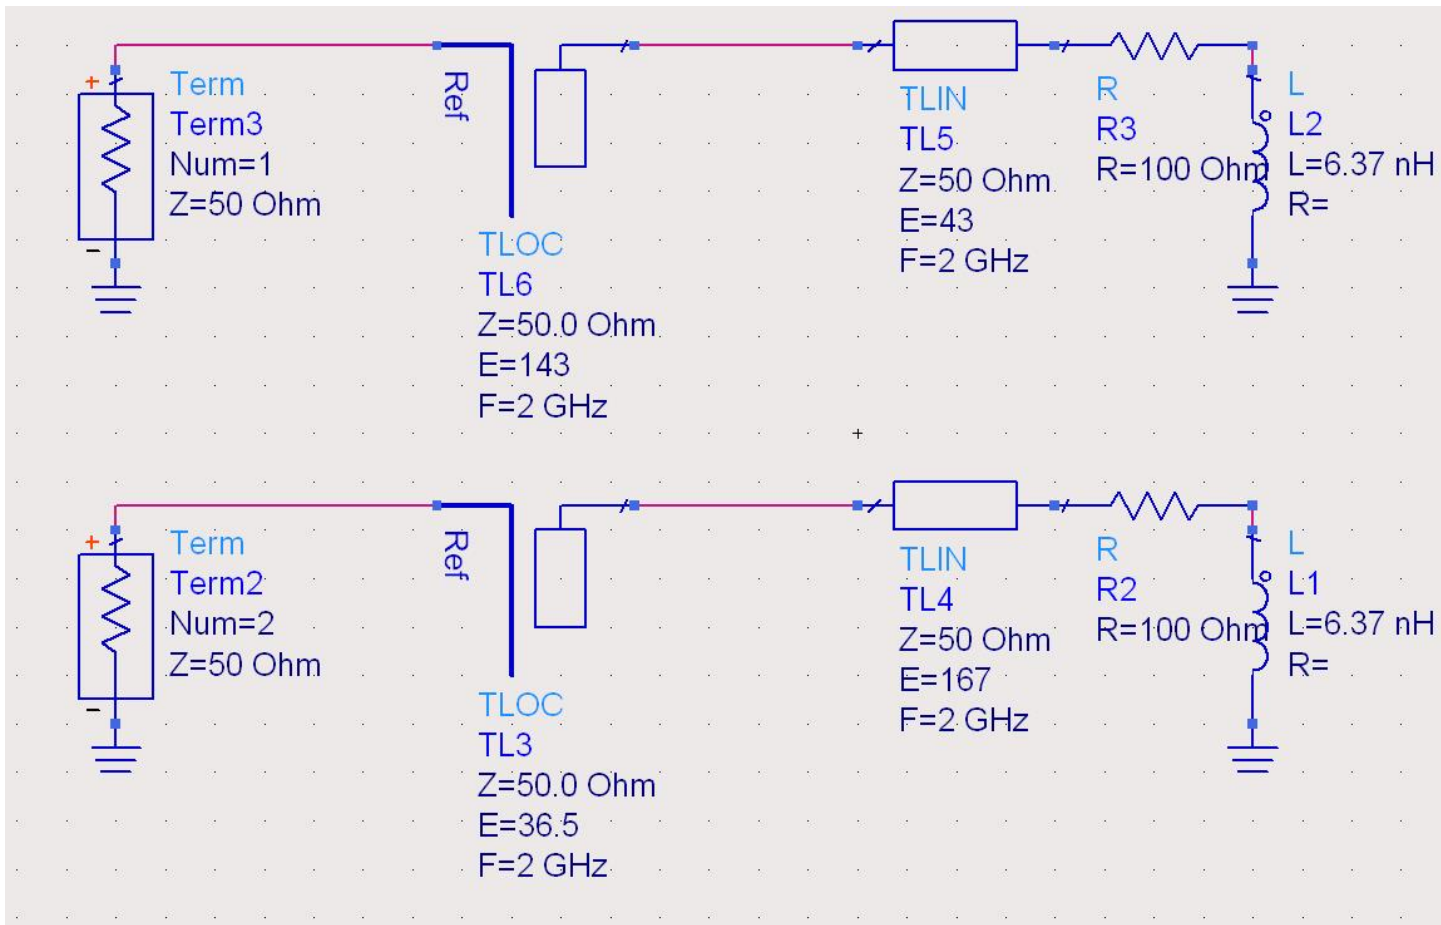 +
Term
Term3
Num=1
Z=50 Ohm
−
Ref
TLOC
TL6
Z=50.0 Ohm
E=143
F=2 GHz
TLIN
TL5
Z=50 Ohm
E=43
F=2 GHz
R
R3
R=100 Ohm
L
L2
L=6.37 nH
R=
+
Term
Term2
Num=2
Z=50 Ohm
−
Ref
TLOC
TL3
Z=50.0 Ohm
E=36.5
F=2 GHz
TLIN
TL4
Z=50 Ohm
E=167
F=2 GHz
R
R2
R=100 Ohm
L
L1
L=6.37 nH
R=